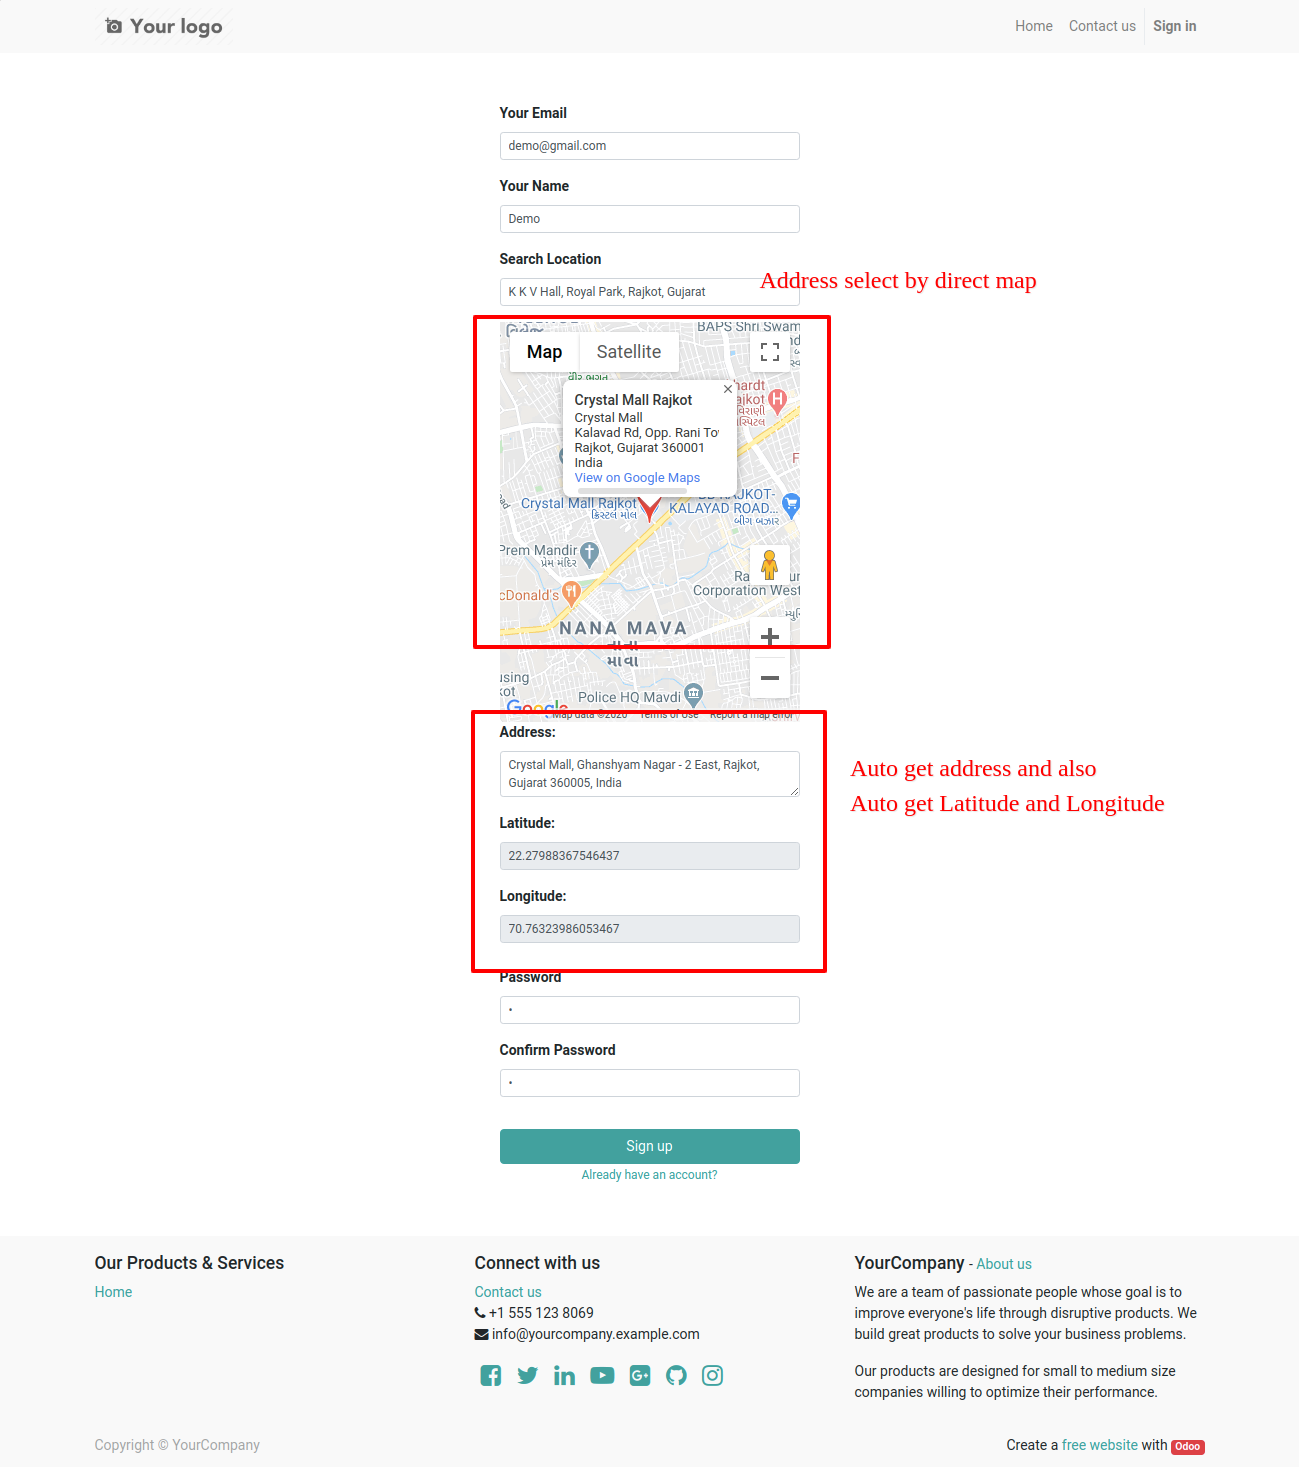 Your logo
Home Contact us Sign in
Your Email
demo@gmail.com
Your Name
Demo
Search Location
K K V Hall, Royal Park, Rajkot, Gujarat
Address select by direct map
BAPS Shri Swam
Map Satellite
વીર ભગત
Crystal Mall Rajkot
Crystal Mall
Kalavad Rd, Opp. Rani To
Rajkot, Gujarat 360001
India
View on Google Maps
Crystal Mall Rajkot
ક્રિસ્ટલ મોલ
KALAYAD ROAD...
બીગ બઝાર
Prem Mandir
પ્રેમ મંદિર
Corporation West
cDonald's
NANA MAVA
નાના
માવા
Police HQ Mavdi
Google
Map data ©2020 Terms of Use Report a map error
Address:
Crystal Mall, Ghanshyam Nagar - 2 East, Rajkot,
Gujarat 360005, India
Auto get address and also
Auto get Latitude and Longitude
Latitude:
22.27988367546437
Longitude:
70.76323986053467
Password
Confirm Password
Sign up
Already have an account?
Our Products & Services
Home
Connect with us
Contact us
+1 555 123 8069
info@yourcompany.example.com
YourCompany - About us
We are a team of passionate people whose goal is to
improve everyone's life through disruptive products. We
build great products to solve your business problems.
Our products are designed for small to medium size
companies willing to optimize their performance.
Copyright © YourCompany
Create a free website with Odoo